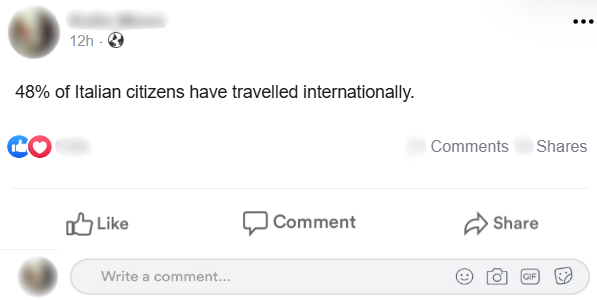 12h ·
48% of Italian citizens have travelled internationally.
Comments Shares
Like Comment Share
Write a comment... GIF